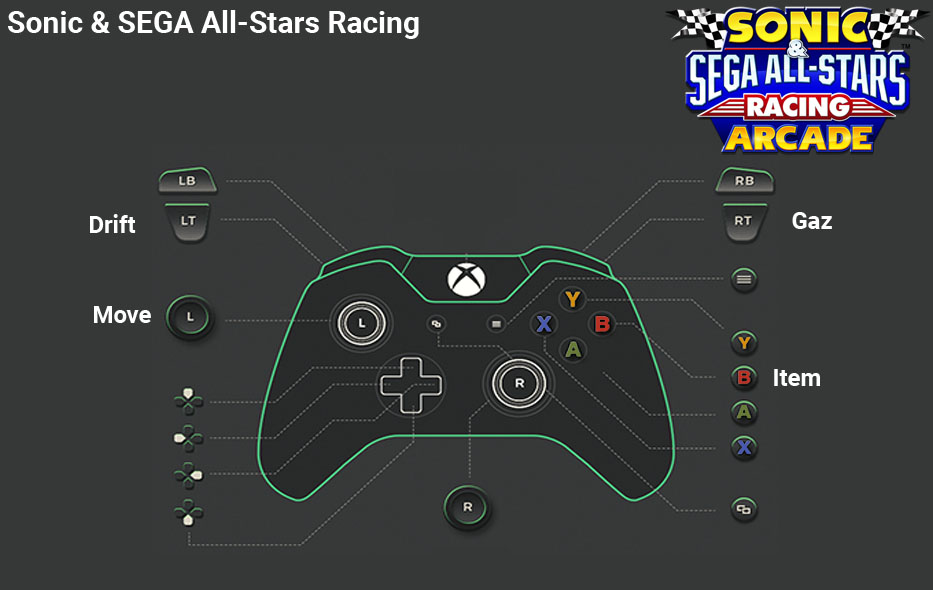 Sonic & SEGA All-Stars Racing
SONIC
&
SEGA ALL-STARS
TM
RACING
ARCADE
LB
RB
Drift
LT
RT
Gaz
Move
L
L
Y
X
B
A
Y
R
B
Item
A
X
R